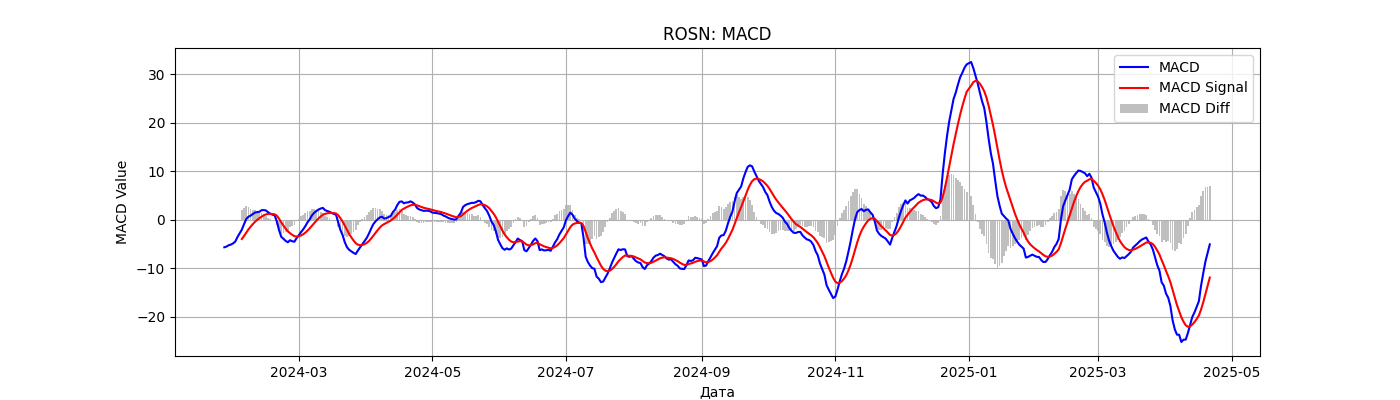 ROSN: MACD
MACD
MACD Signal
MACD Diff
MACD Value
30
20
10
0
−10
−20
2024-03
2024-05
2024-07
2024-09
2024-11
2025-01
2025-03
2025-05
Дата